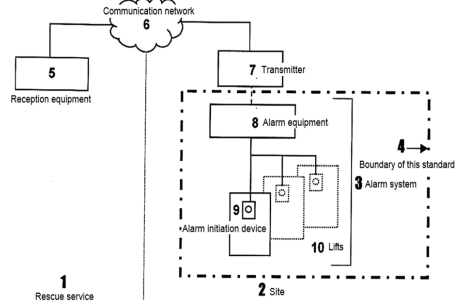 Communication network
6
5
Reception equipment
7 Transmitter
8 Alarm equipment
4
Boundary of this standard
3 Alarm system
9
Alarm initiation device
10 Lifts
1
Rescue service
2 Site